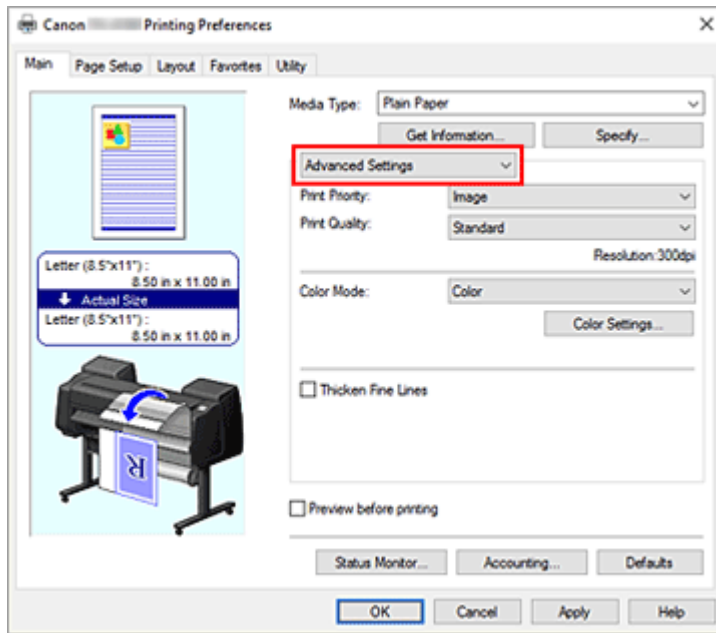 Canon Printing Preferences
Main Page Setup Layout Favorites Utility
Media Type: Plain Paper
Get Information... Specify...
Advanced Settings
Print Priority: Image
Print Quality: Standard
Resolution:300dpi
Color Mode: Color
Color Settings...
Thicken Fine Lines
Letter (8.5"x11") :
8.50 in x 11.00 in
Actual Size
Letter (8.5"x11") :
8.50 in x 11.00 in
R
Preview before printing
Status Monitor... Accounting... Defaults
OK Cancel Apply Help